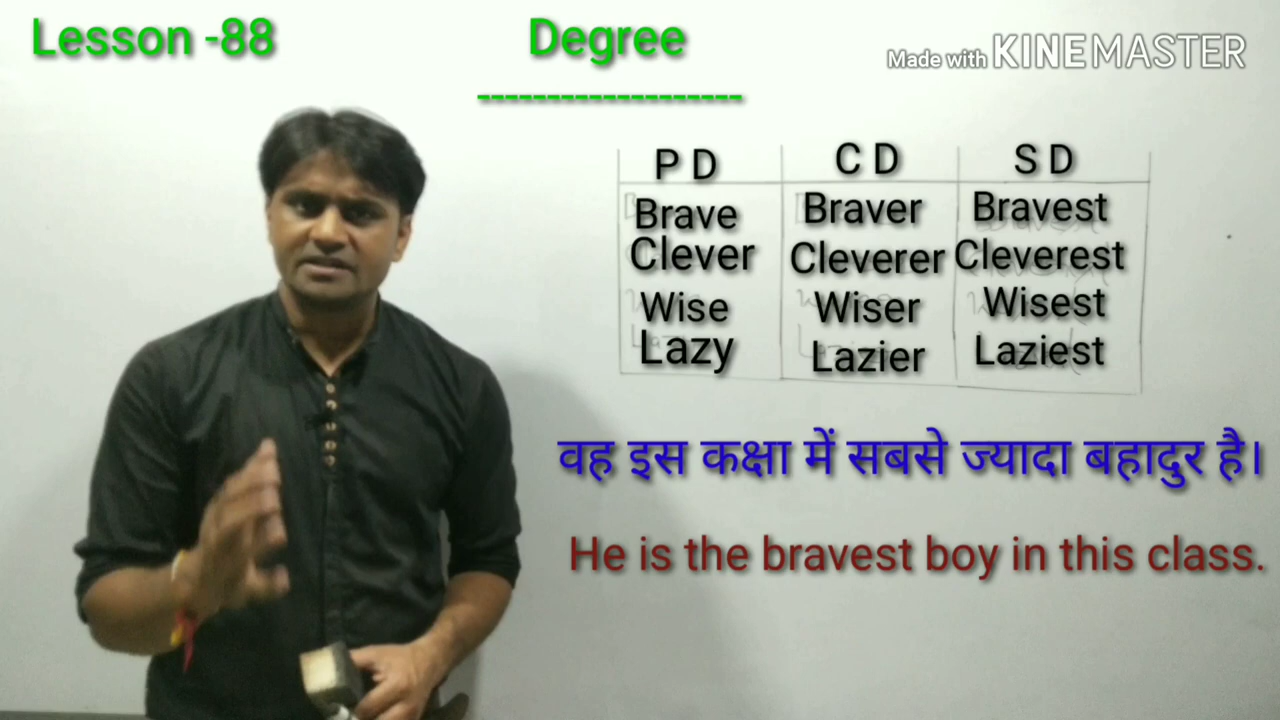 Lesson -88
Degree
-------------------
Made with KINEMASTER
P D C D S D
Brave Braver Bravest
Clever Cleverer Cleverest
Wise Wiser Wisest
Lazy Lazier Laziest
वह इस कक्षा में सबसे ज्यादा बहादुर है।
He is the bravest boy in this class.